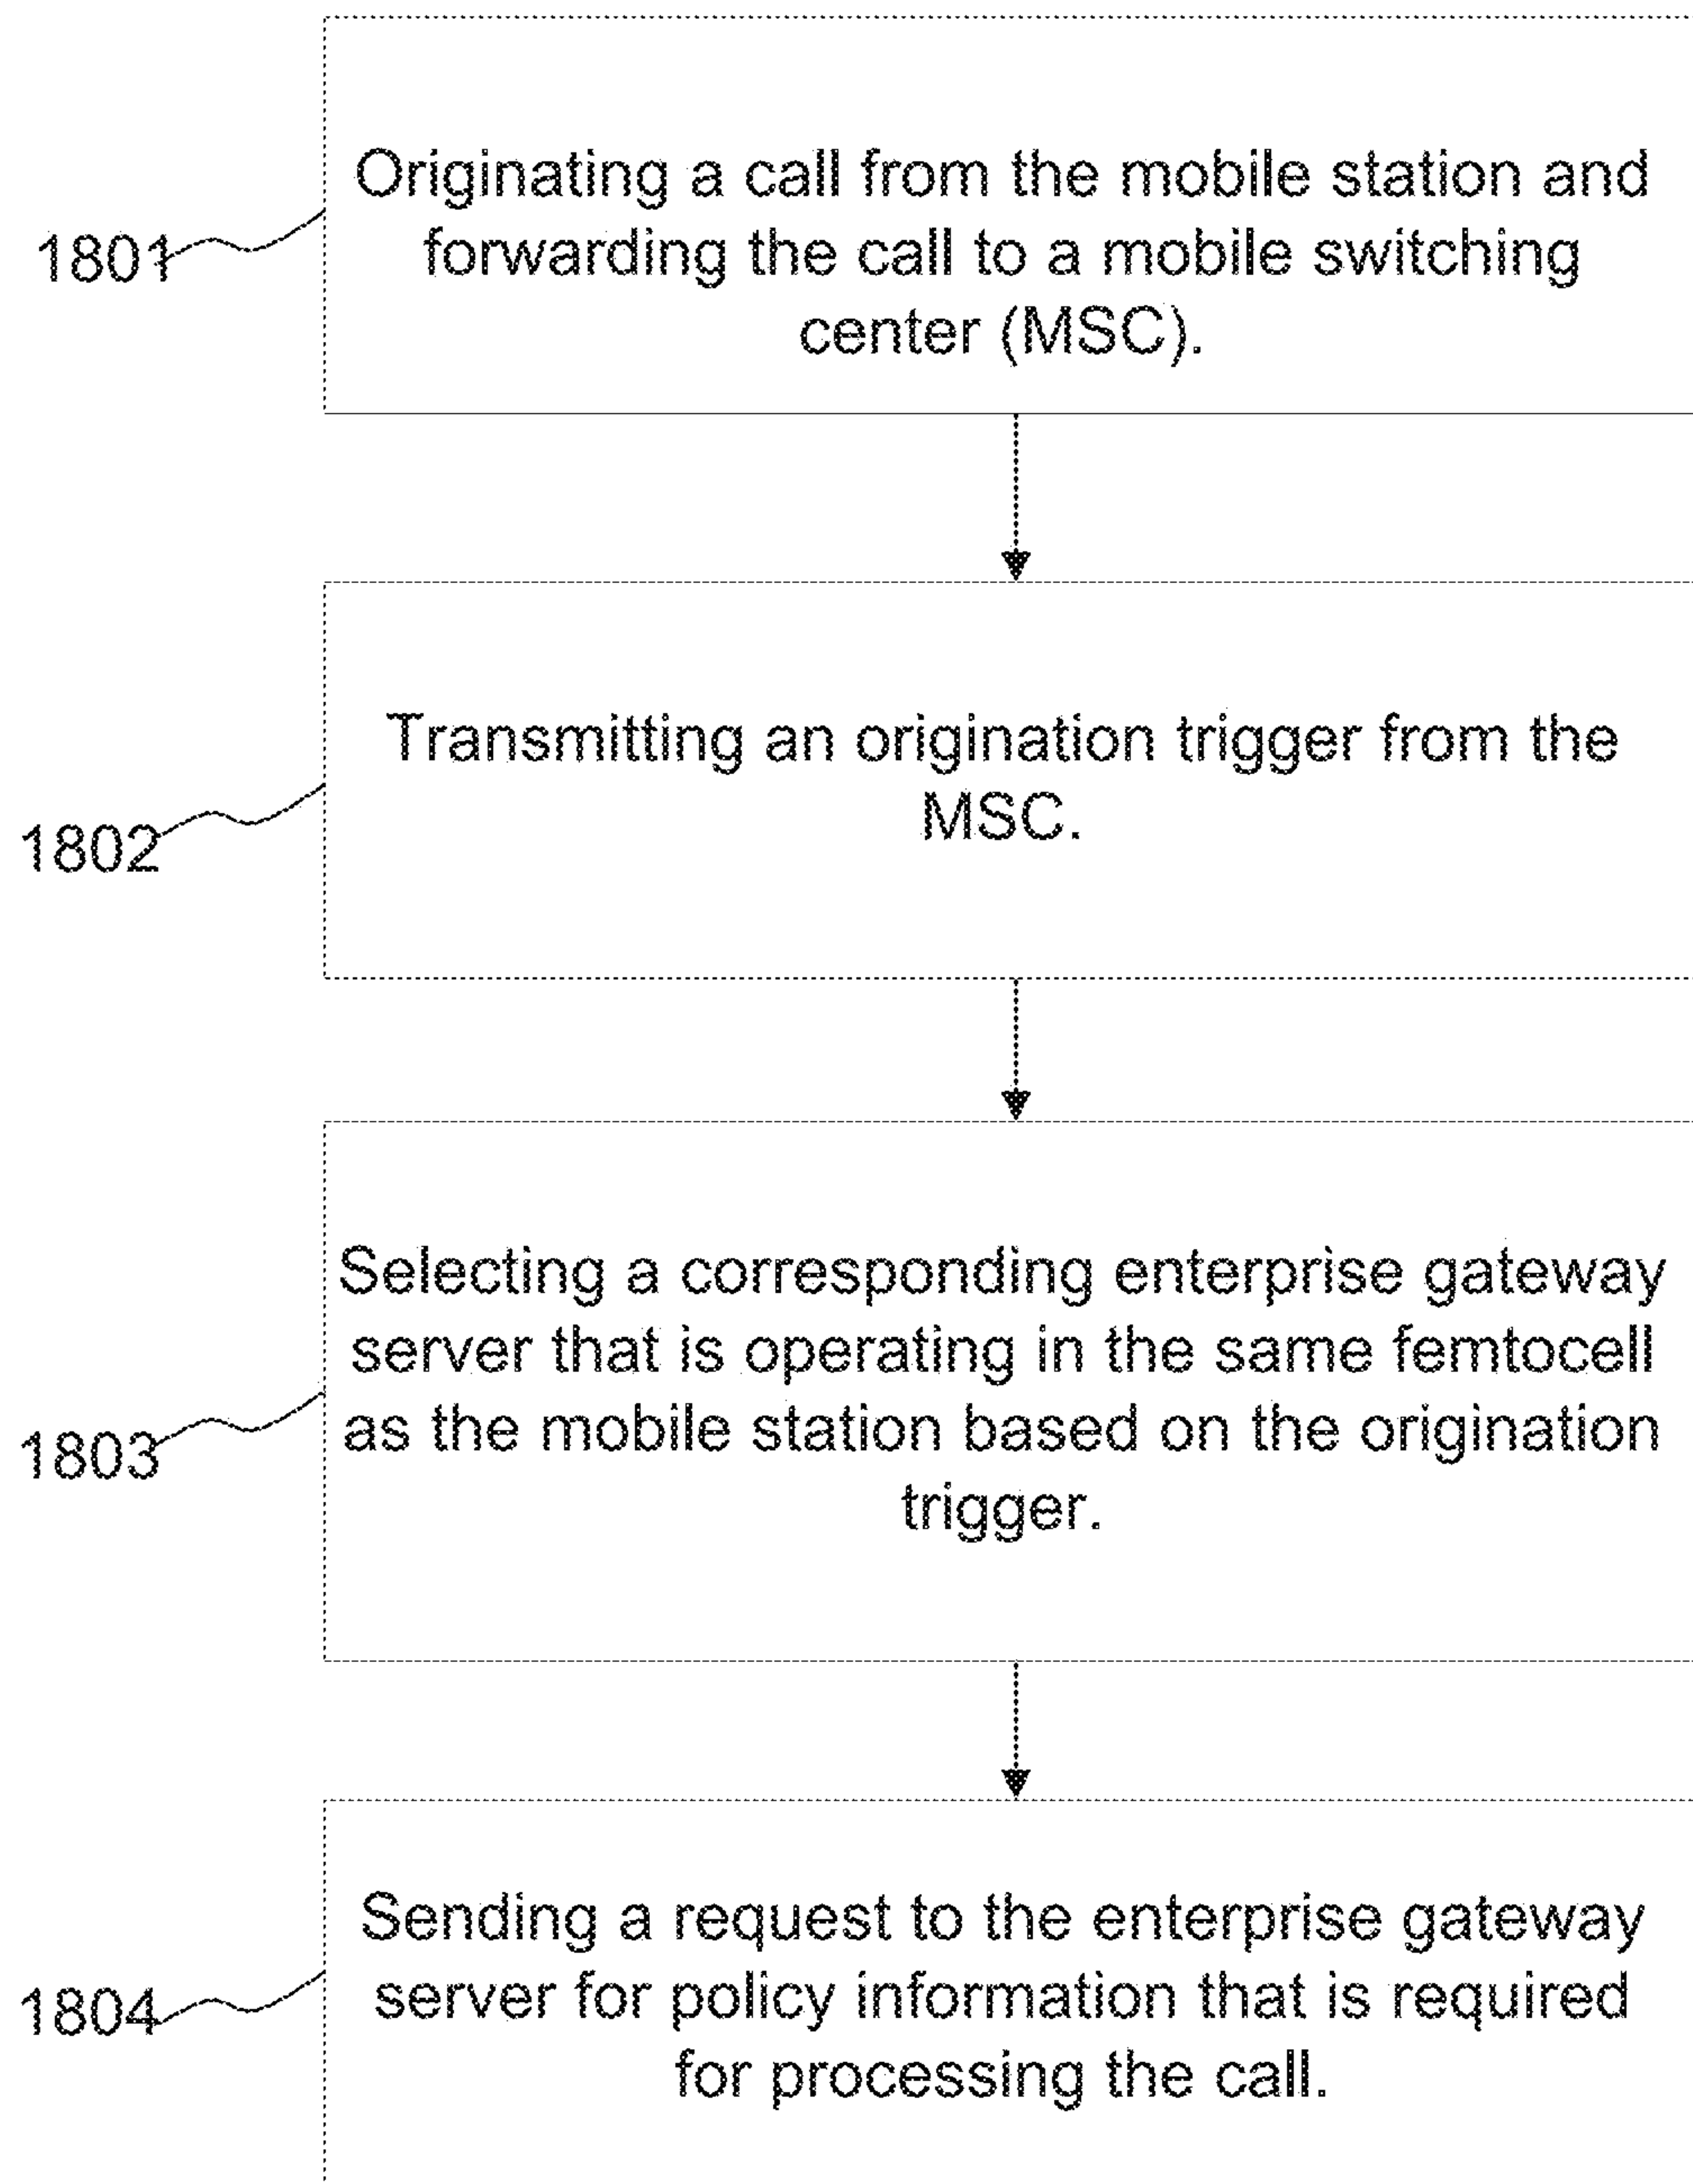 Originating a call from the mobile station and
forwarding the call to a mobile switching
center (MSC).
1801
Transmitting an origination trigger from the
MSC.
1802
Selecting a corresponding enterprise gateway
server that is operating in the same femtocell
as the mobile station based on the origination
trigger.
1803
Sending a request to the enterprise gateway
server for policy information that is required
for processing the call.
1804